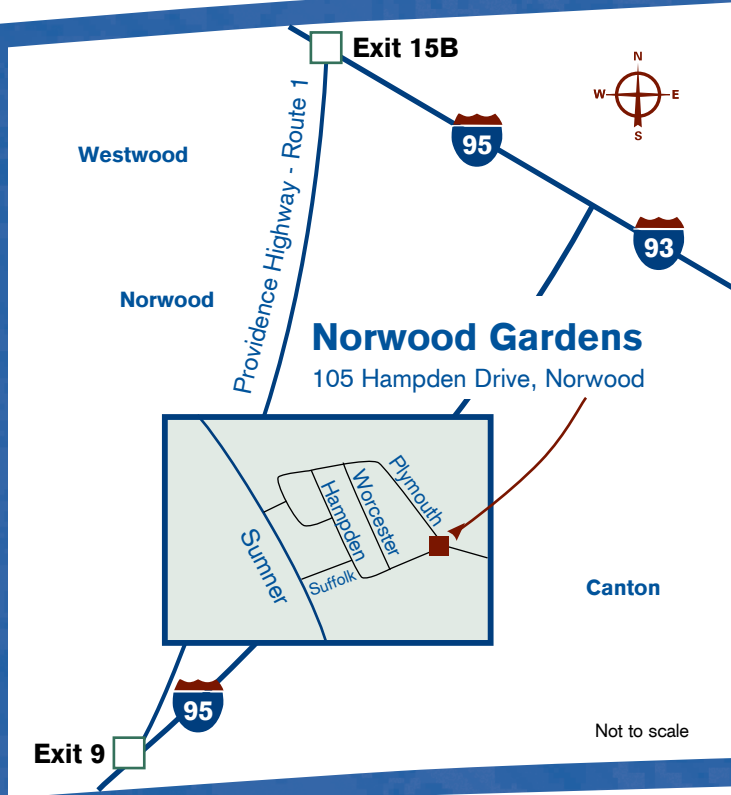 Exit 15B
N
W E
S
95
Westwood
Providence Highway - Route 1
93
Norwood
Norwood Gardens
105 Hampden Drive, Norwood
Plymouth
Worcester
Hampden
Sumner
Suffolk
Canton
95
Exit 9
Not to scale